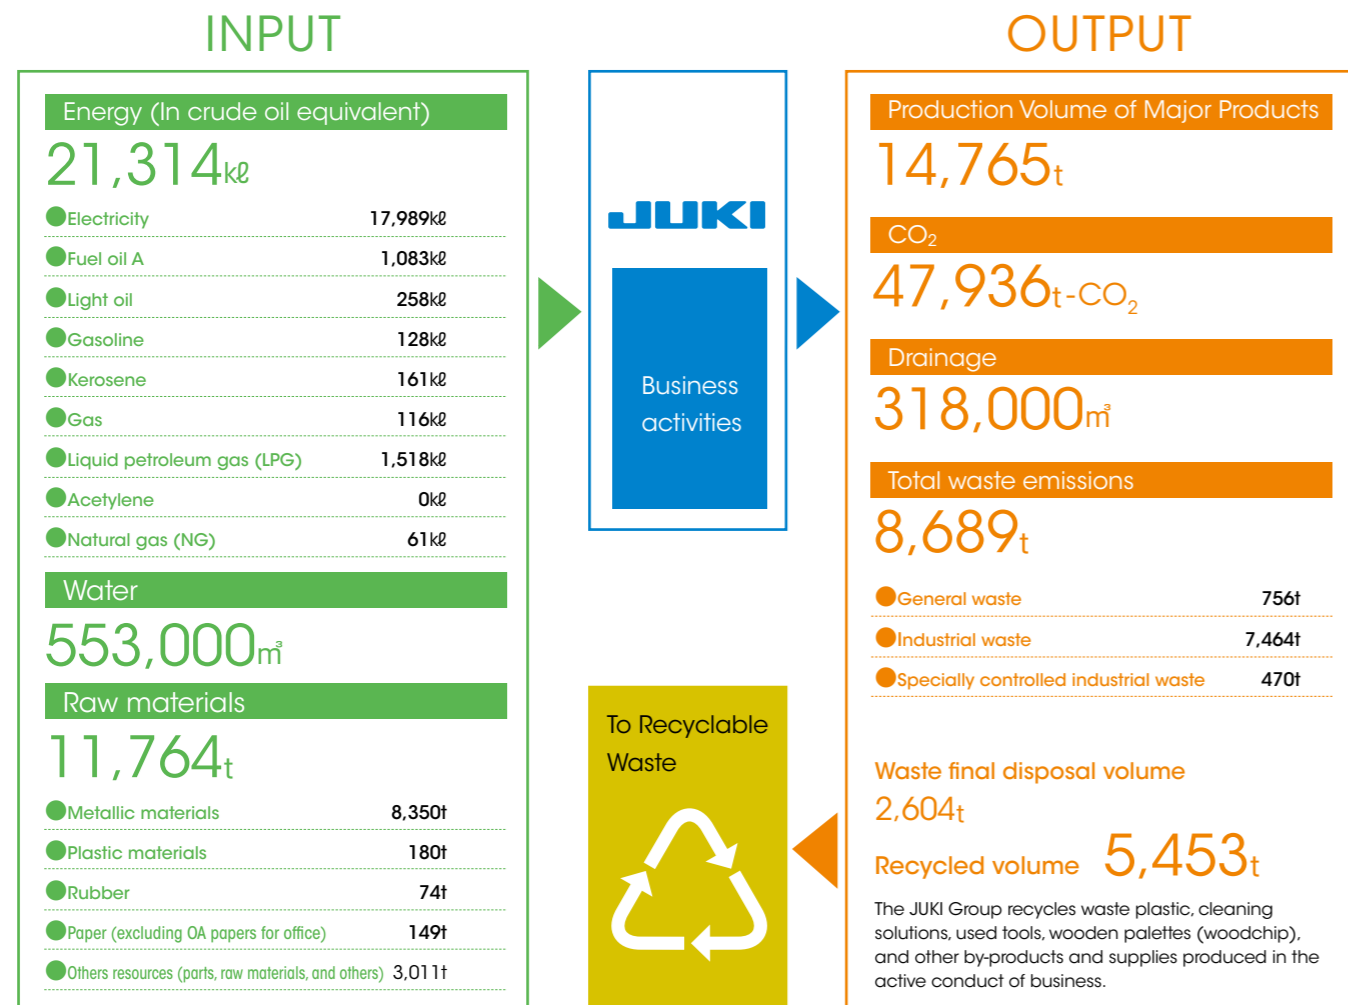 INPUT
Energy (In crude oil equivalent)
21,314kℓ
Electricity 17,989kℓ
Fuel oil A 1,083kℓ
Light oil 258kℓ
Gasoline 128kℓ
Kerosene 161kℓ
Gas 116kℓ
Liquid petroleum gas (LPG) 1,518kℓ
Acetylene 0kℓ
Natural gas (NG) 61kℓ
Water
553,000㎥
Raw materials
11,764t
Metallic materials 8,350t
Plastic materials 180t
Rubber 74t
Paper (excluding OA papers for office) 149t
Others resources (parts, raw materials, and others) 3,011t
JUKI
Business
activities
To Recyclable
Waste
OUTPUT
Production Volume of Major Products
14,765t
CO₂
47,936t-CO₂
Drainage
318,000㎥
Total waste emissions
8,689t
General waste 756t
Industrial waste 7,464t
Specially controlled industrial waste 470t
Waste final disposal volume
2,604t
Recycled volume 5,453t
The JUKI Group recycles waste plastic, cleaning
solutions, used tools, wooden palettes (woodchip),
and other by-products and supplies produced in the
active conduct of business.